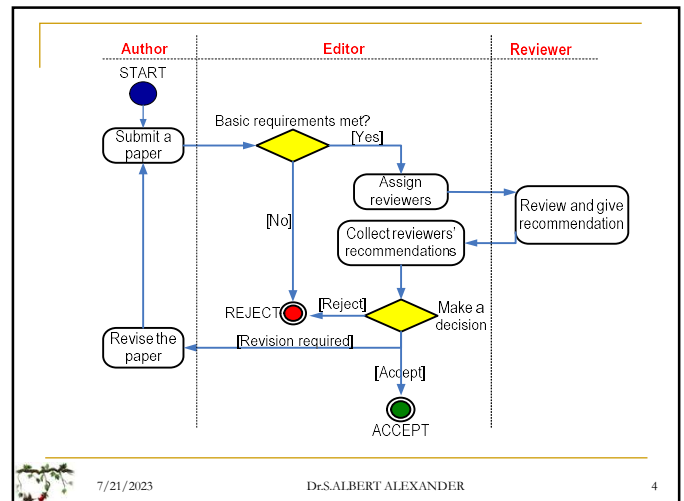 Author Editor Reviewer
START
Basic requirements met?
[Yes]
Submit a
paper
Assign
reviewers
Review and give
recommendation
[No]
Collect reviewers'
recommendations
REJECT
[Reject]
Make a
decision
Revise the
paper
[Revision required]
[Accept]
ACCEPT
7/21/2023 Dr.S.ALBERT ALEXANDER 4